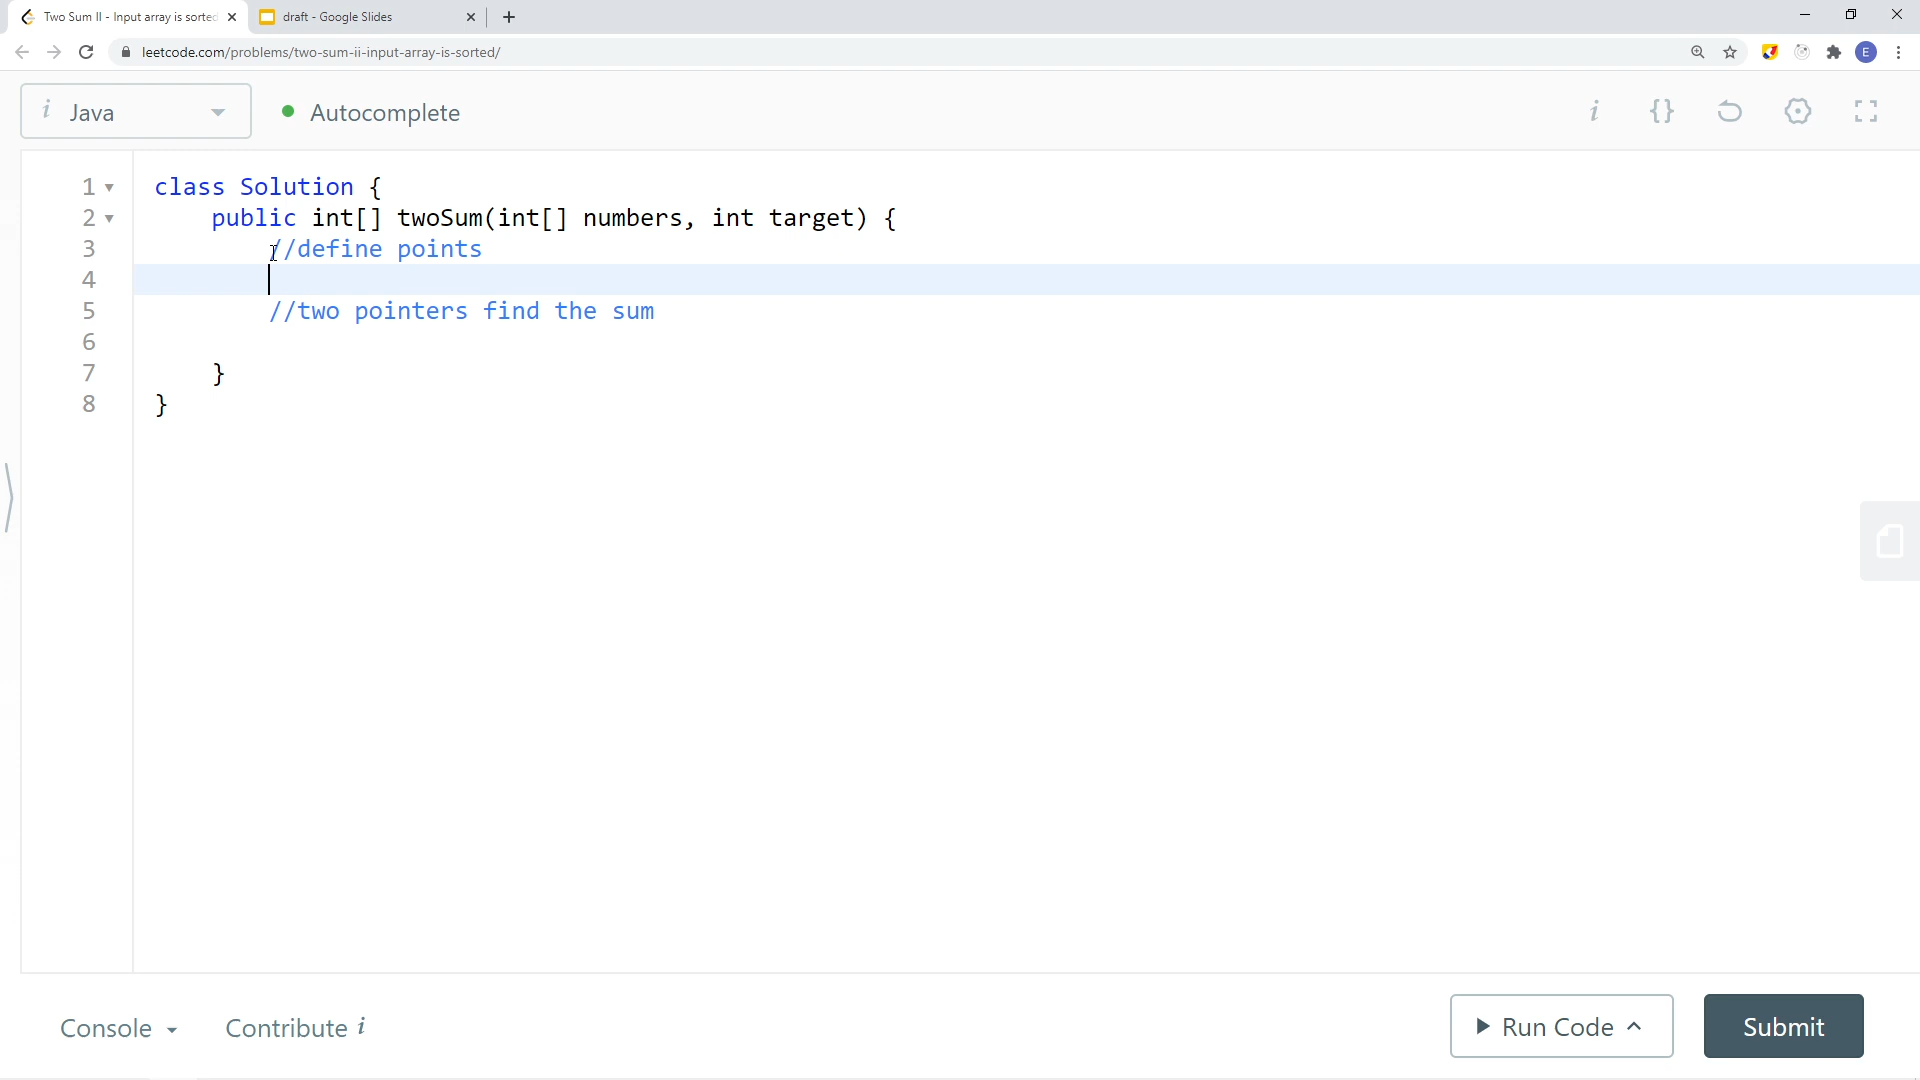 Two Sum II - Input array is sorted
draft - Google Slides
leetcode.com/problems/two-sum-ii-input-array-is-sorted/
E
i Java
Autocomplete
i {}
1 class Solution {
2 public int[] twoSum(int[] numbers, int target) {
3 //define points
4
5 //two pointers find the sum
6
7 }
8 }
Console
Contribute i
Run Code
Submit